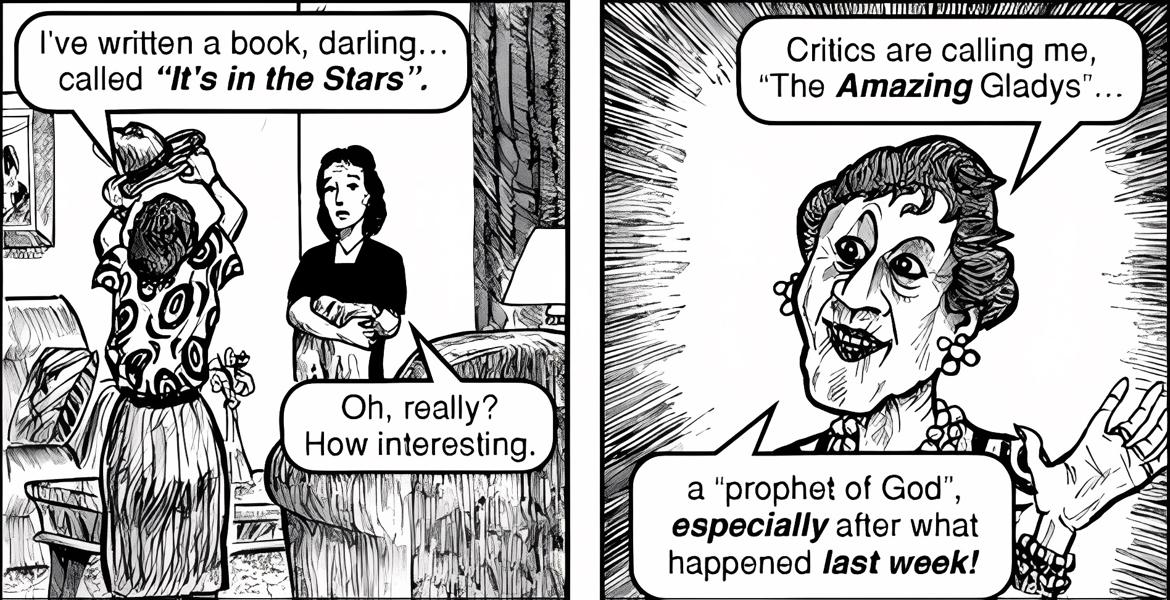 I've written a book, darling...
called “It's in the Stars”.
Oh, really?
How interesting.
Critics are calling me,
“The Amazing Gladys”...
a “prophet of God”,
especially after what
happened last week!